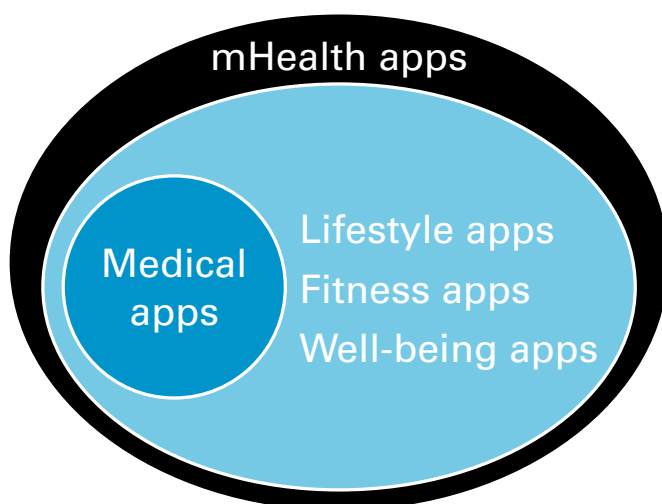 mHealth apps
Lifestyle apps
Medical
apps
Fitness apps
Well-being apps